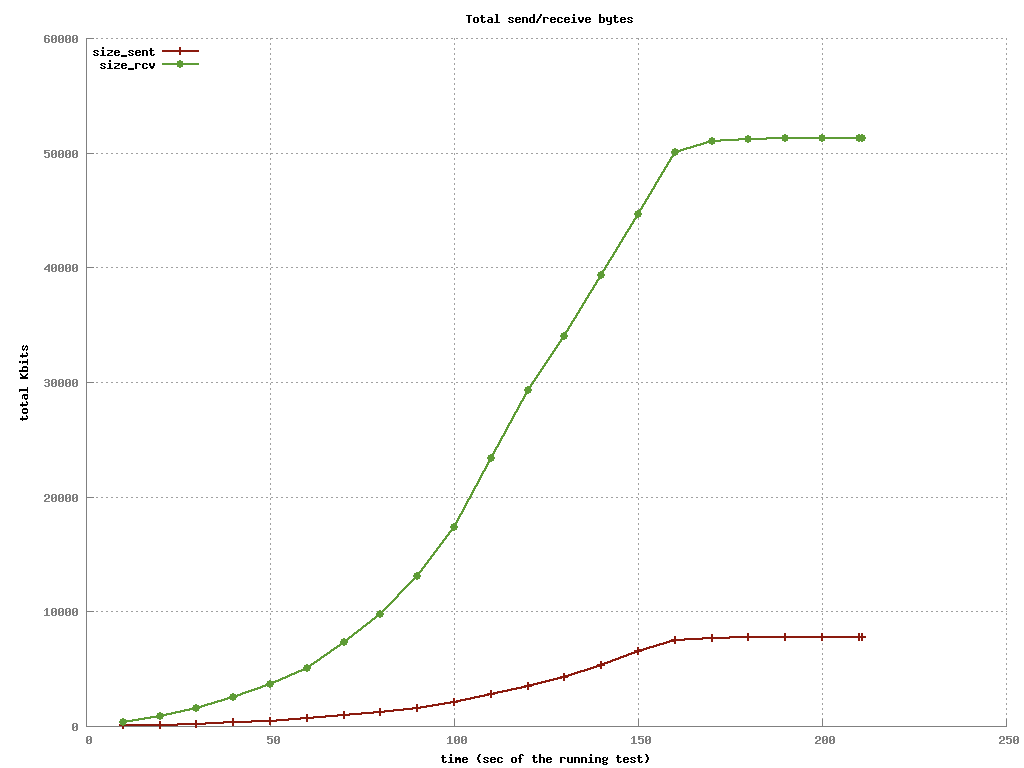 Total send/receive bytes
size_sent
size_rcv
60000
50000
40000
30000
20000
10000
0
total Kbits
0 50 100 150 200 250
time (sec of the running test)